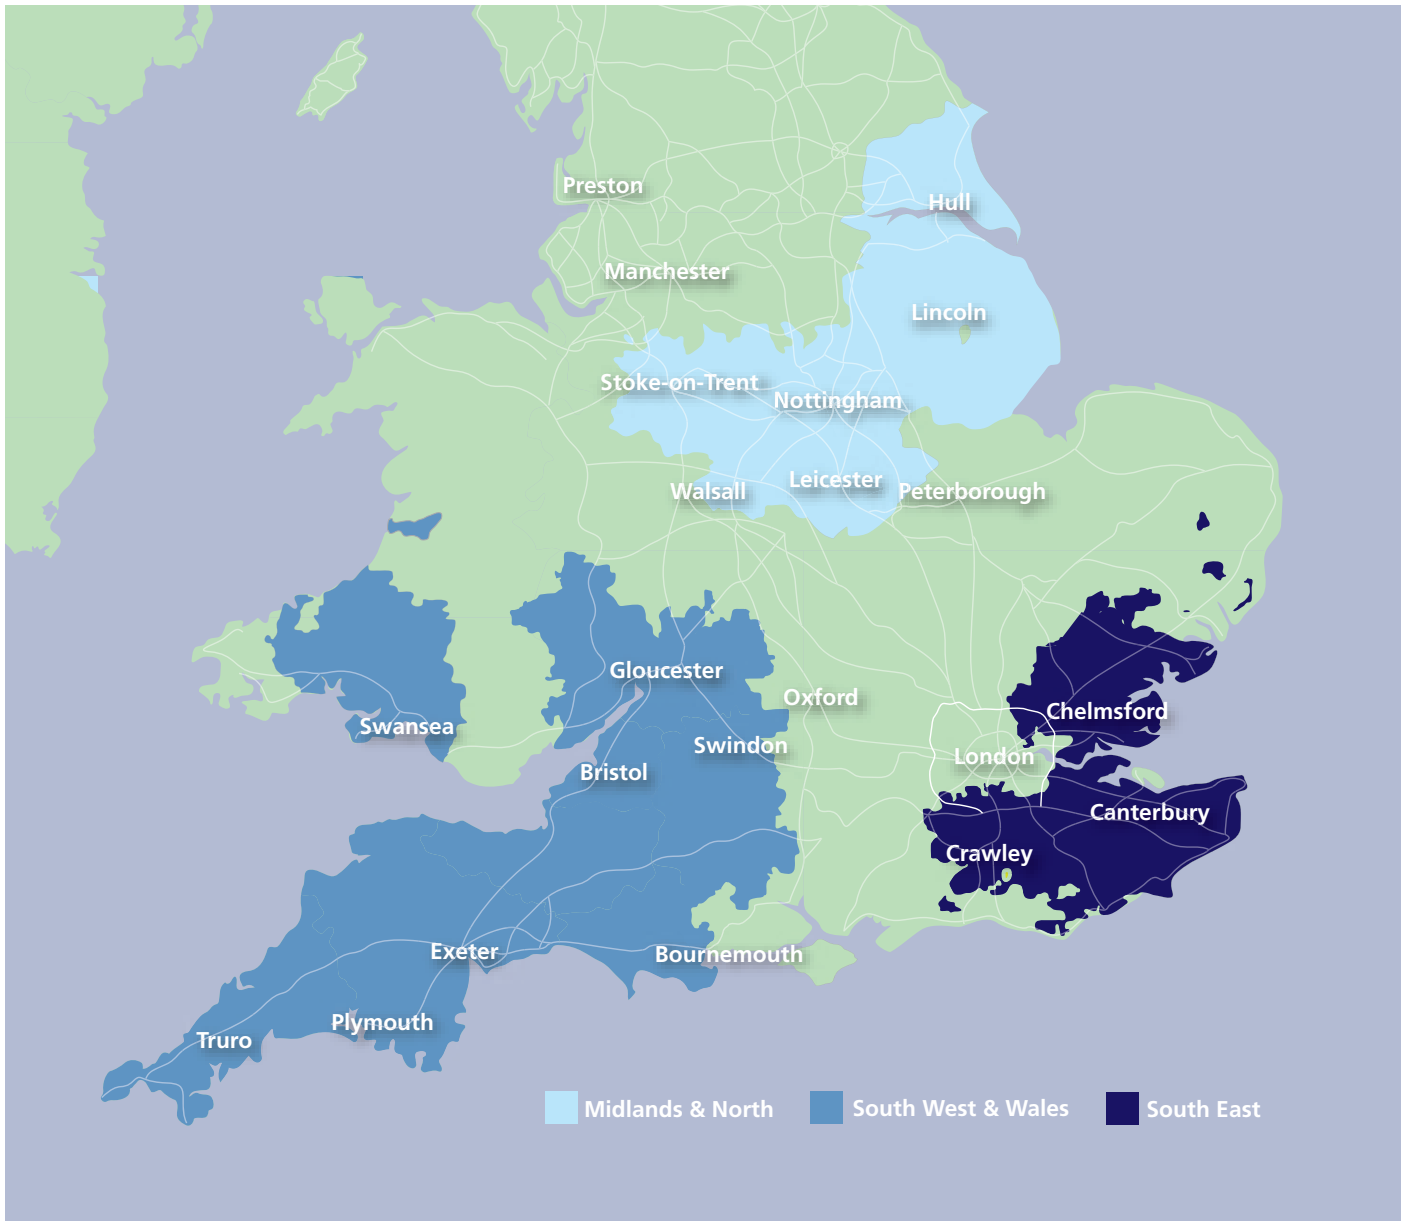 Preston
Hull
Manchester
Lincoln
Stoke-on-Trent
Nottingham
Leicester
Walsall
Peterborough
Gloucester
Oxford
Chelmsford
Swansea
Swindon
London
Bristol
Canterbury
Crawley
Exeter
Bournemouth
Plymouth
Truro
Midlands & North
South West & Wales
South East